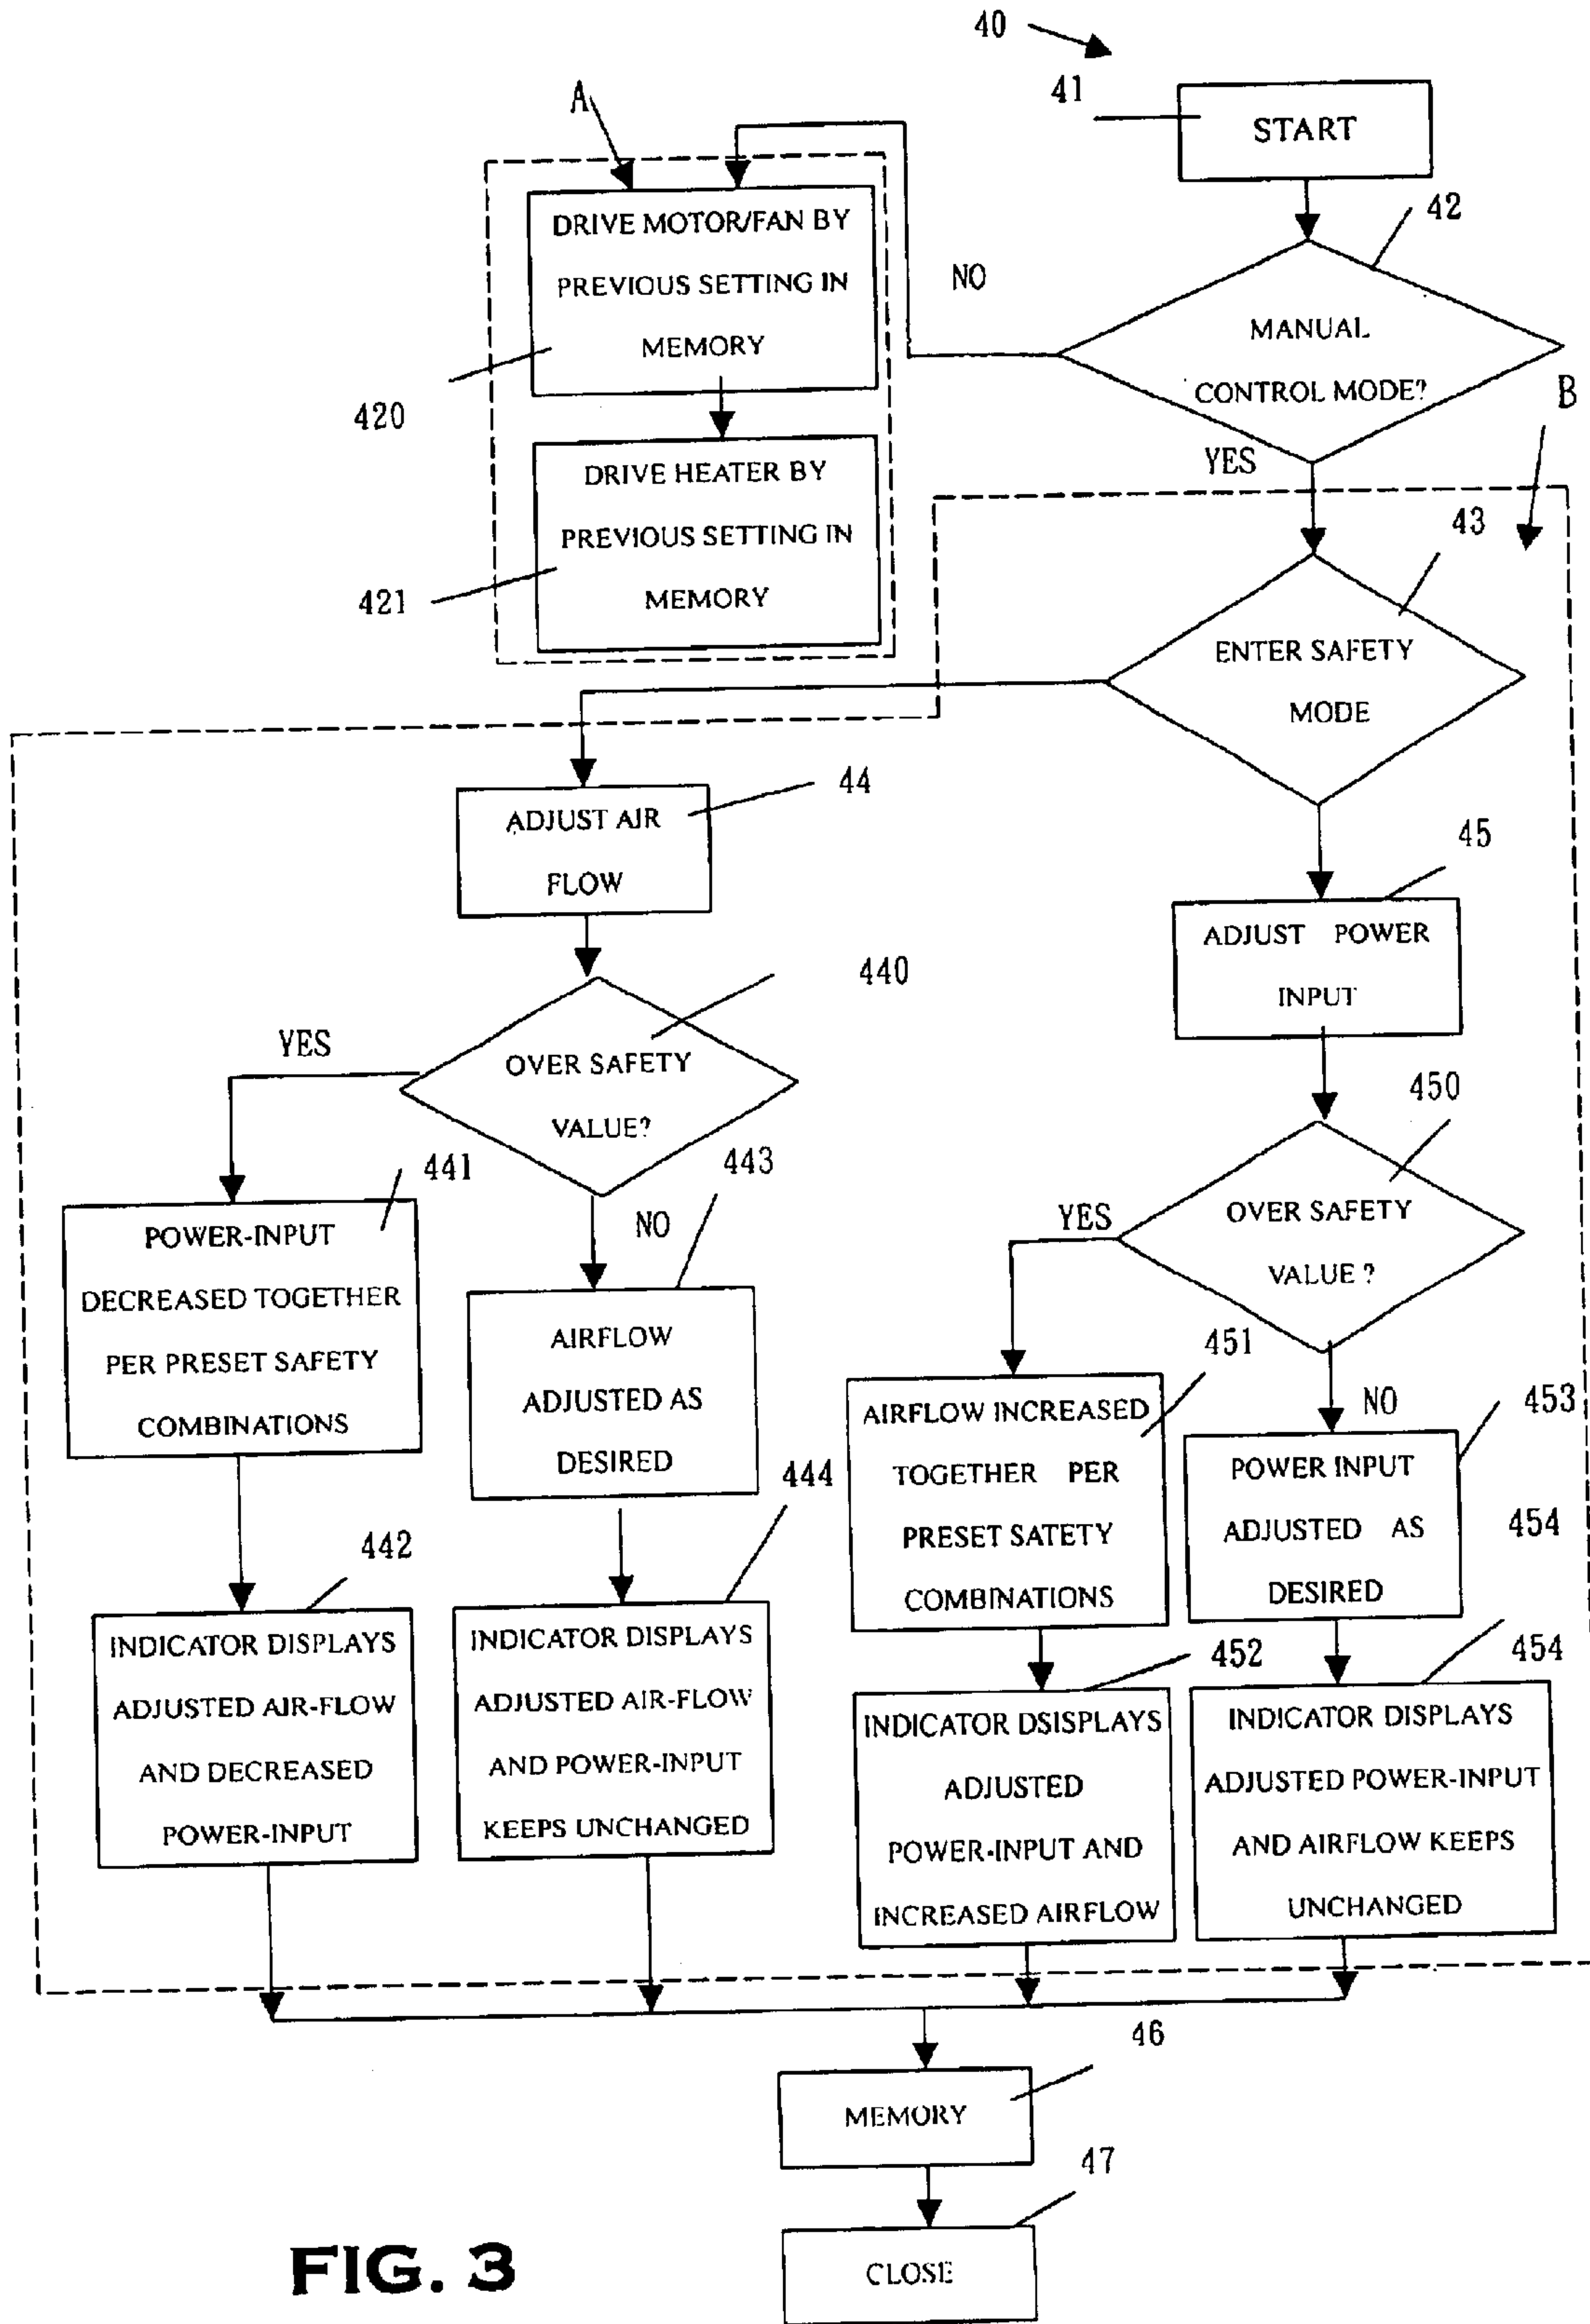 40
41
START
A
42
NO
MANUAL
CONTROL MODE?
YES
B
DRIVE MOTOR/FAN BY
PREVIOUS SETTING IN
MEMORY
420
DRIVE HEATER BY
PREVIOUS SETTING IN
MEMORY
421
43
ENTER SAFETY
MODE
44
ADJUST AIR
FLOW
45
ADJUST POWER
INPUT
440
OVER SAFETY
VALUE?
YES
NO
450
OVER SAFETY
VALUE?
YES
NO
441
POWER-INPUT
DECREASED TOGETHER
PER PRESET SAFETY
COMBINATIONS
443
AIRFLOW
ADJUSTED AS
DESIRED
451
AIRFLOW INCREASED
TOGETHER PER
PRESET SATETY
COMBINATIONS
453
POWER INPUT
ADJUSTED AS
DESIRED
454
442
INDICATOR DISPLAYS
ADJUSTED AIR-FLOW
AND DECREASED
POWER-INPUT
444
INDICATOR DISPLAYS
ADJUSTED AIR-FLOW
AND POWER-INPUT
KEEPS UNCHANGED
452
INDICATOR DSISPLAYS
ADJUSTED
POWER-INPUT AND
INCREASED AIRFLOW
454
INDICATOR DISPLAYS
ADJUSTED POWER-INPUT
AND AIRFLOW KEEPS
UNCHANGED
46
MEMORY
47
CLOSE
FIG. 3